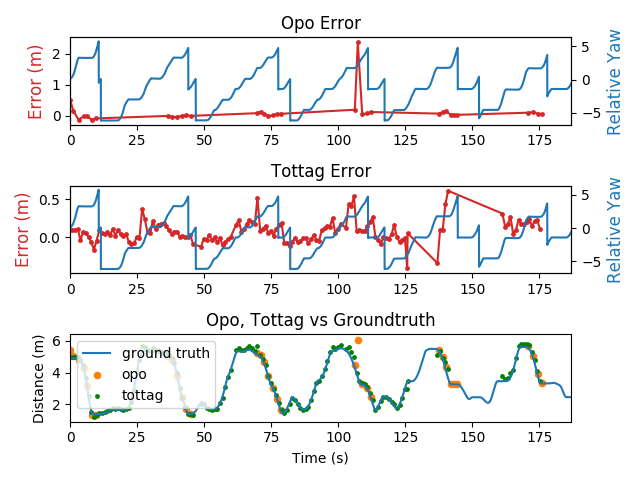 Opo Error
Error (m)
2
1
0
5
0
−5
Relative Yaw
0 25 50 75 100 125 150 175
Tottag Error
Error (m)
0.5
0.0
5
0
−5
Relative Yaw
0 25 50 75 100 125 150 175
Opo, Tottag vs Groundtruth
Distance (m)
6
4
2
ground truth
opo
tottag
0 25 50 75 100 125 150 175
Time (s)